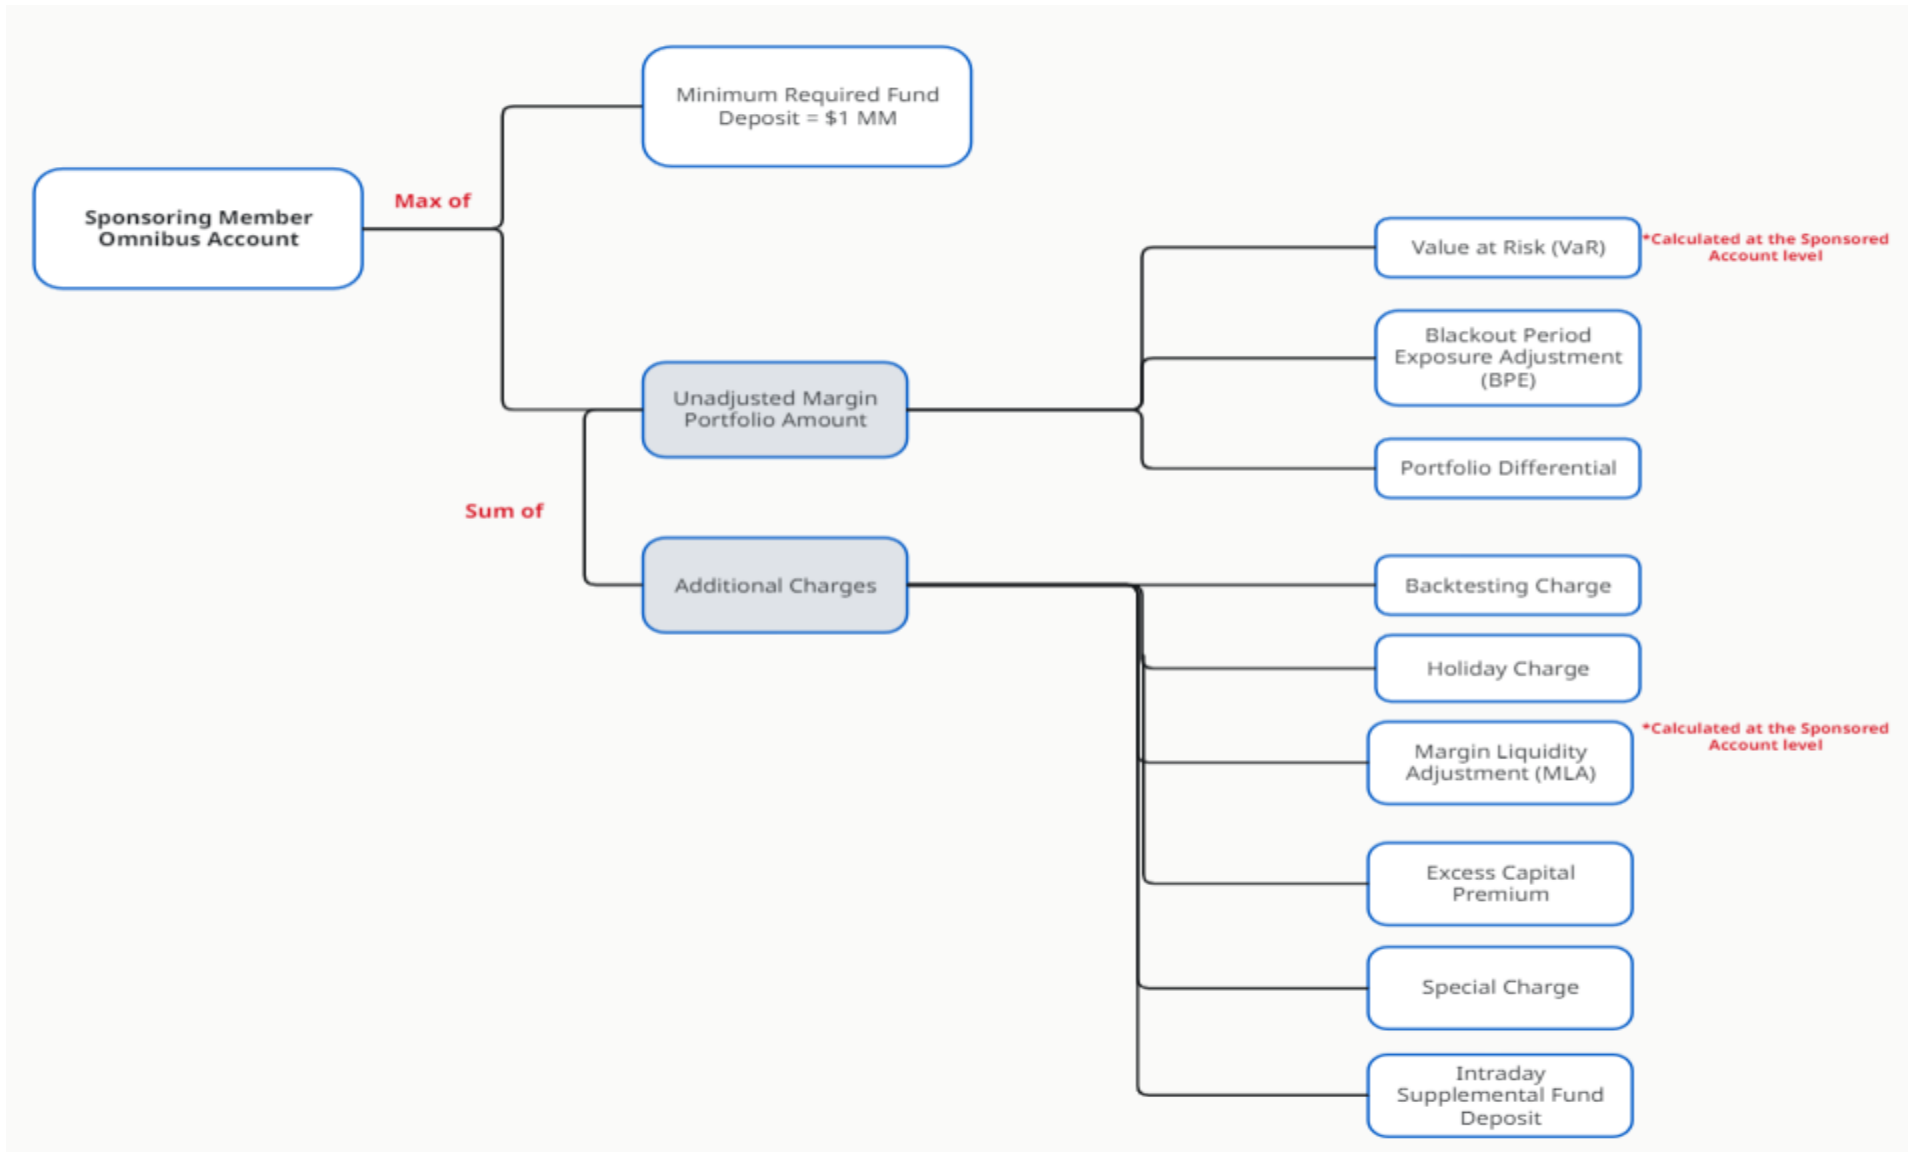 Minimum Required Fund
Deposit = $1 MM
Sponsoring Member
Omnibus Account
Max of
Value at Risk (VaR)
*Calculated at the Sponsored
Account level
Blackout Period
Exposure Adjustment
(BPE)
Unadjusted Margin
Portfolio Amount
Portfolio Differential
Sum of
Additional Charges
Backtesting Charge
Holiday Charge
*Calculated at the Sponsored
Account level
Margin Liquidity
Adjustment (MLA)
Excess Capital
Premium
Special Charge
Intraday
Supplemental Fund
Deposit